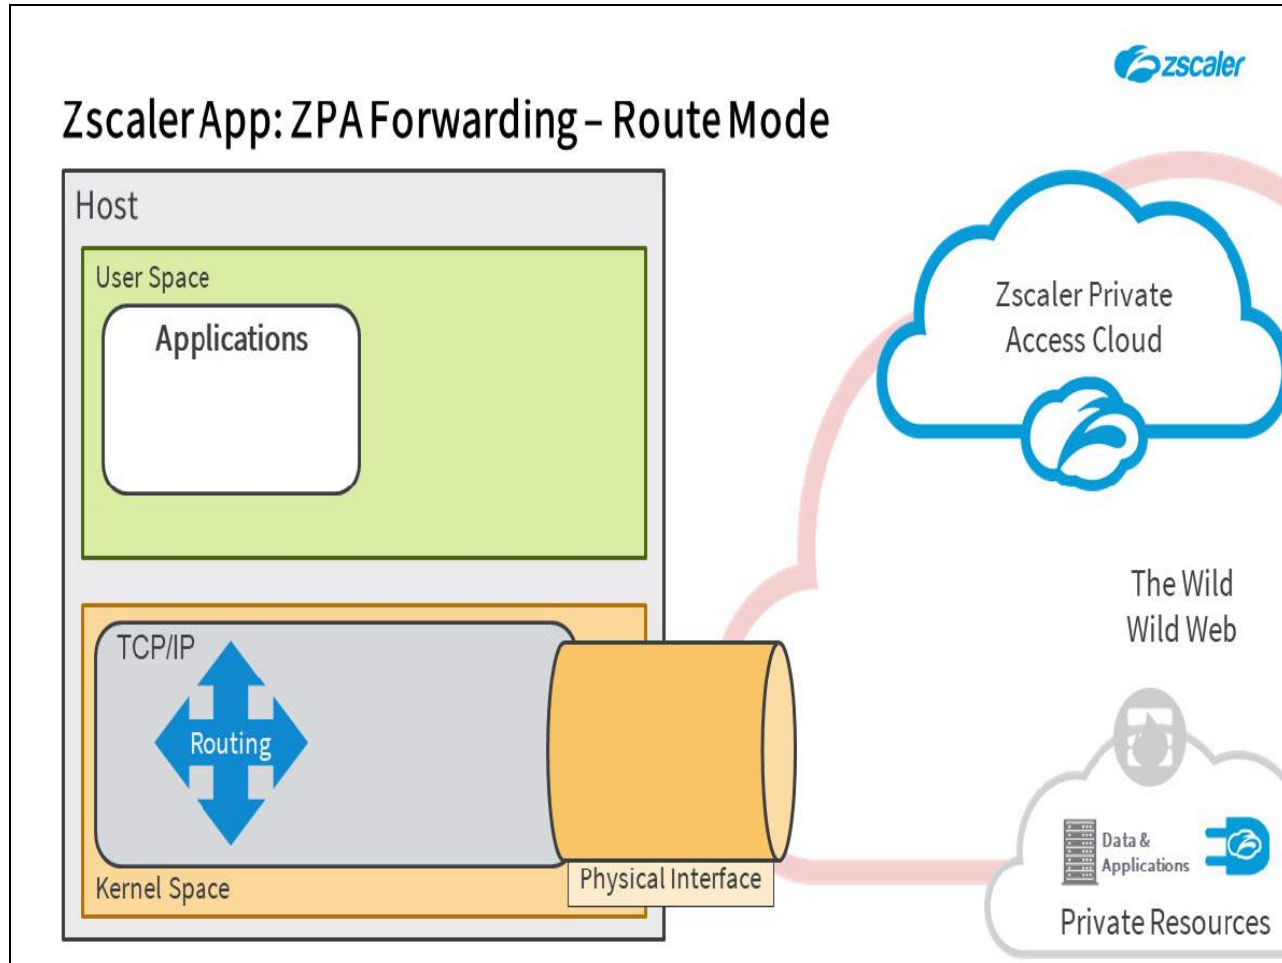 zscaler
Zscaler App: ZPA Forwarding – Route Mode
Host
User Space
Applications
TCP/IP
Routing
Kernel Space
Physical Interface
Zscaler Private
Access Cloud
The Wild
Wild Web
Data &
Applications
Private Resources